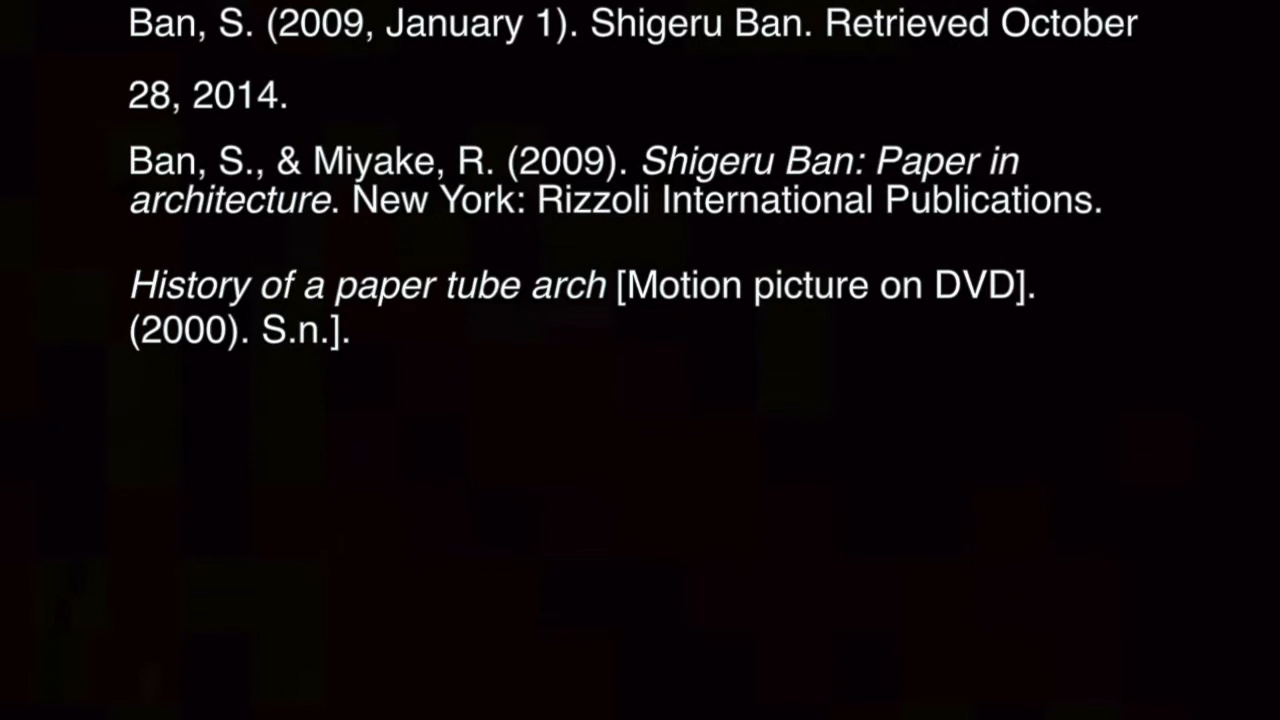 Ban, S. (2009, January 1). Shigeru Ban. Retrieved October
28, 2014.
Ban, S., & Miyake, R. (2009). Shigeru Ban: Paper in
architecture. New York: Rizzoli International Publications.
History of a paper tube arch [Motion picture on DVD].
(2000). S.n.].